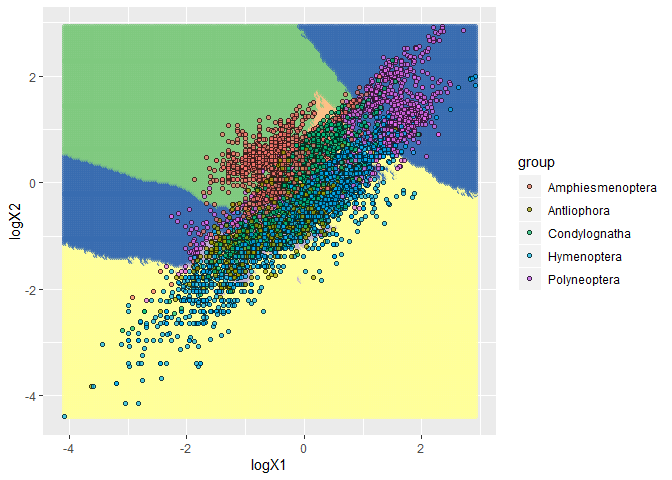 2
0
-2
-4
logX2
-4
-2
0
2
logX1
group
Amphiesmenoptera
Antliophora
Condylognatha
Hymenoptera
Polyneoptera